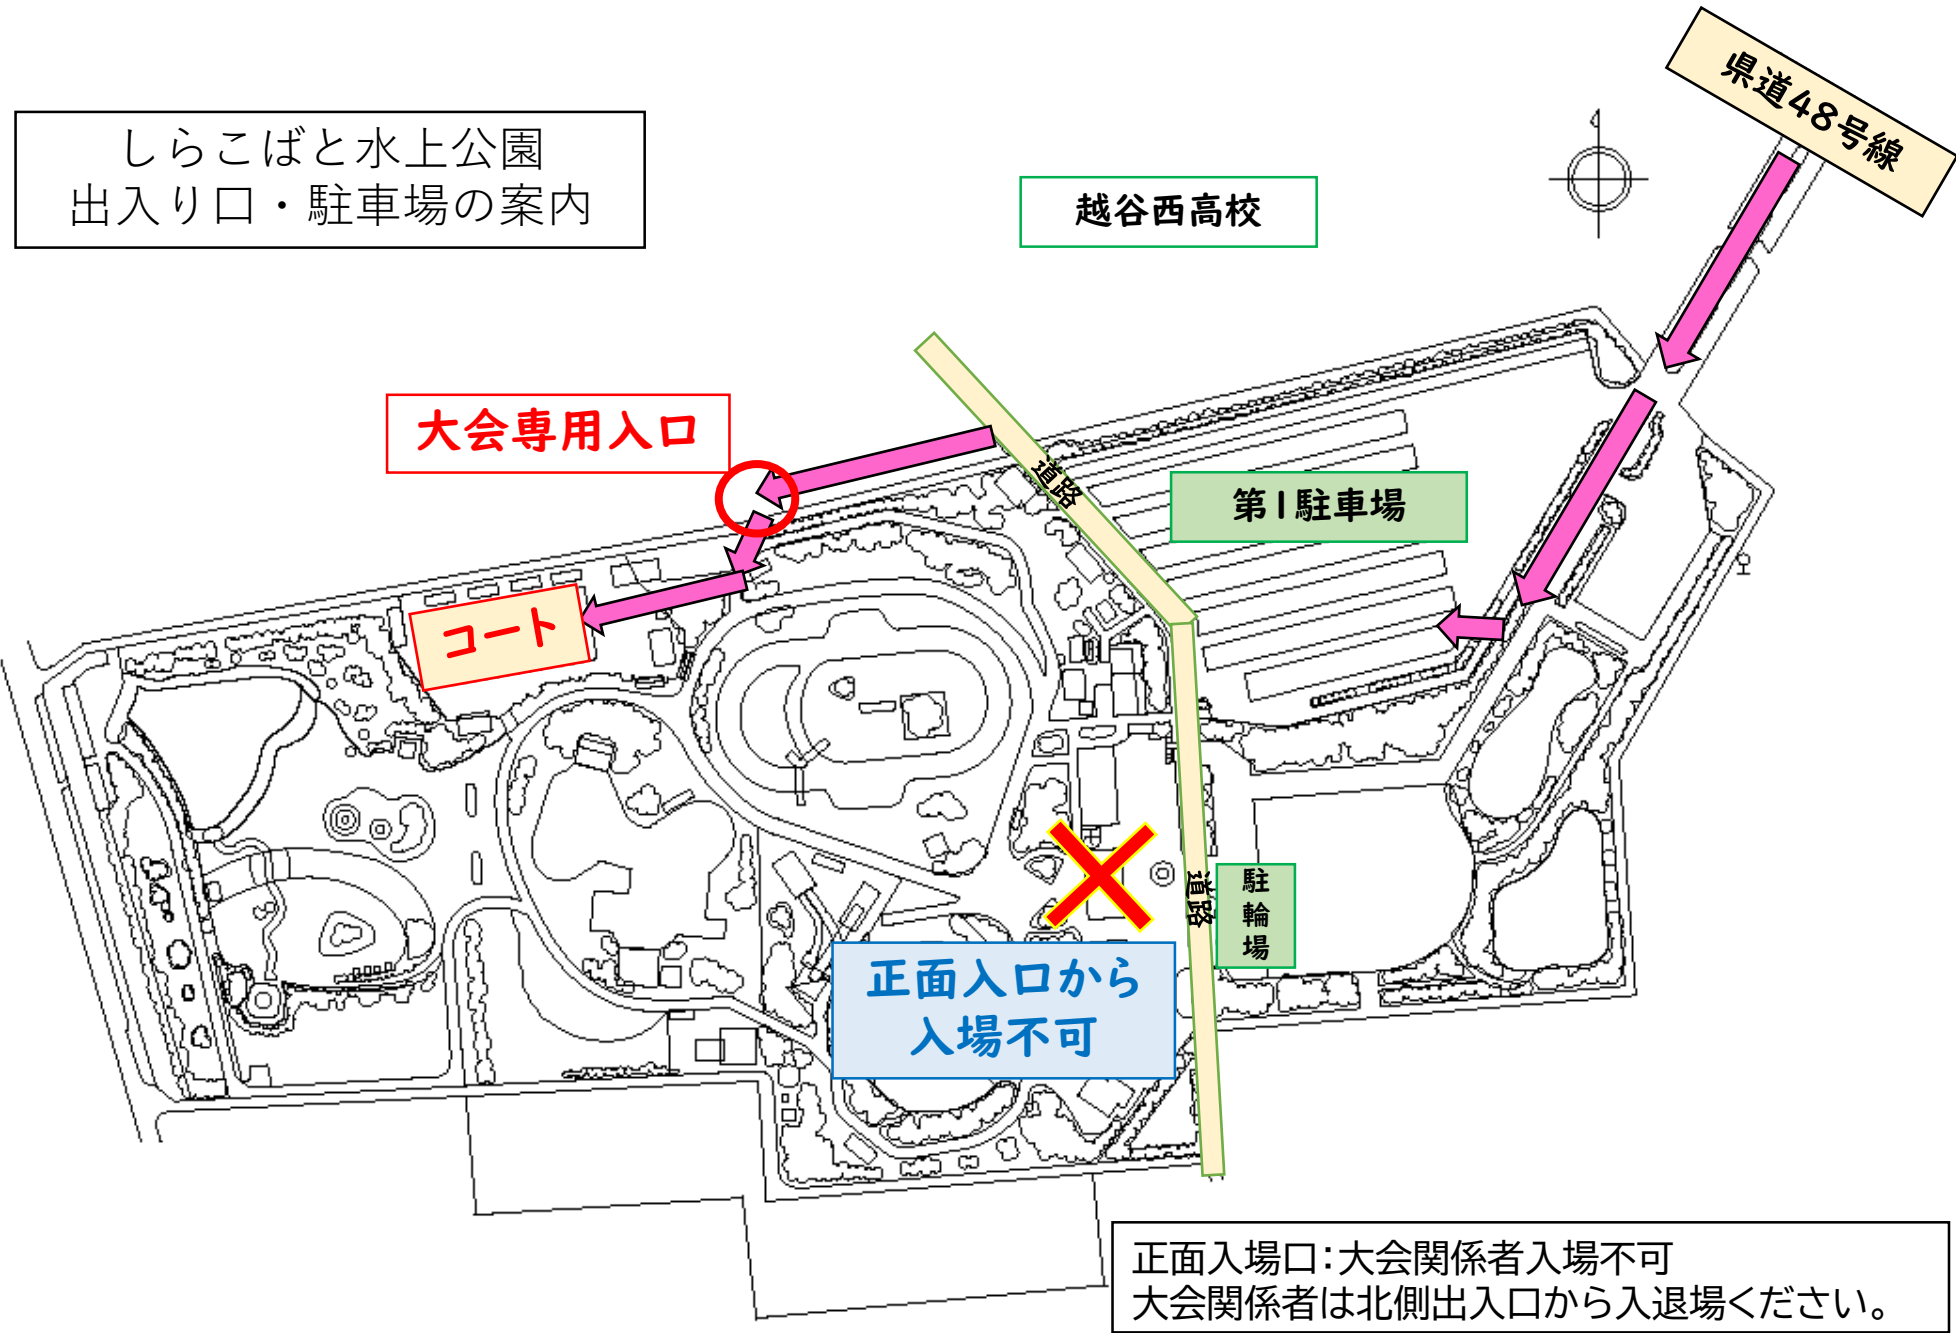 しらこばと水上公園
出入り口・駐車場の案内
県道48号線
越谷西高校
大会専用入口
道路
第1駐車場
コート
道路
駐
輪
場
正面入口から
入場不可
正面入場口:大会関係者入場不可
大会関係者は北側出入口から入退場ください。